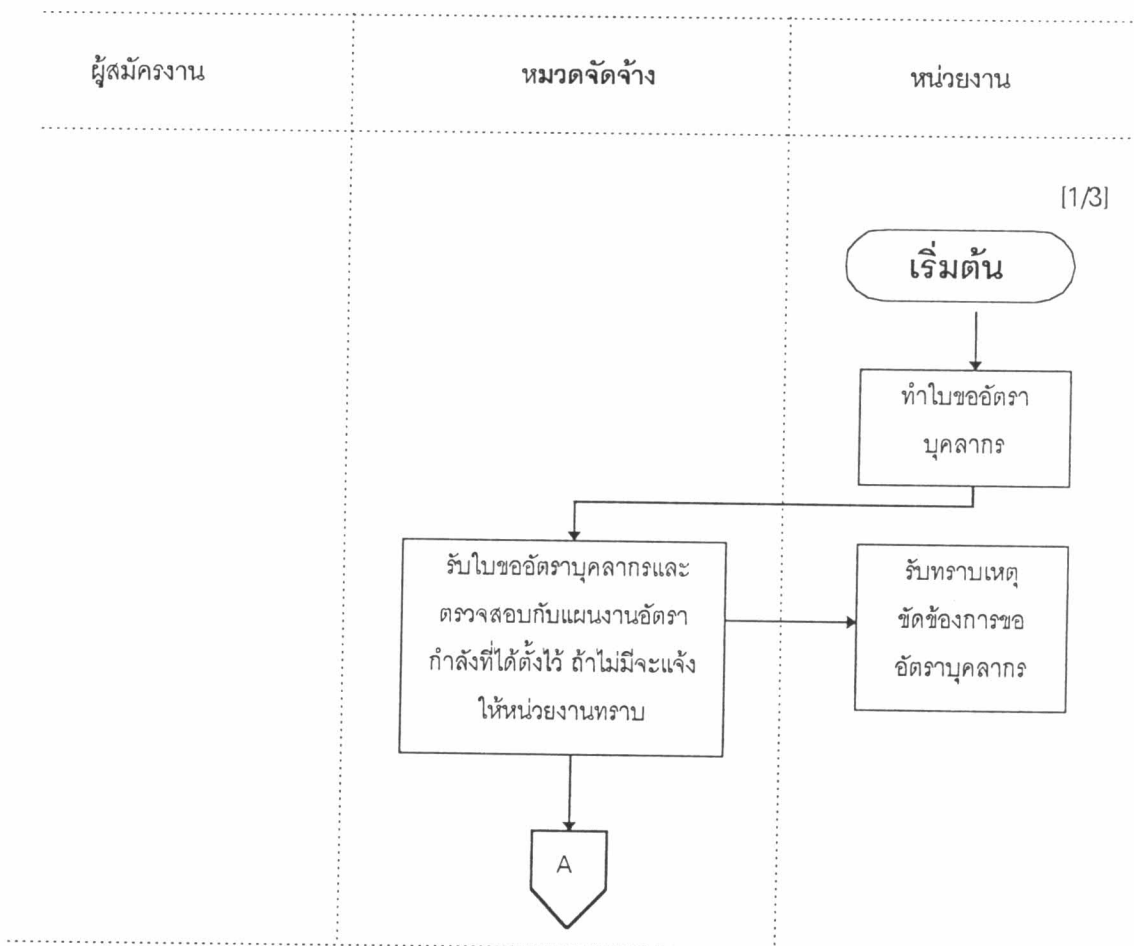 ผู้สมัครงาน
หมวดจัดจ้าง
หน่วยงาน
[1/3]
เริ่มต้น
ทำใบขออัตรา
บุคลากร
รับใบขออัตราบุคลากรและ
ตรวจสอบกับแผนงานอัตรา
กำลังที่ได้ตั้งไว้ ถ้าไม่มีจะแจ้ง
ให้หน่วยงานทราบ
รับทราบเหตุ
ขัดข้องการขอ
อัตราบุคลากร
A